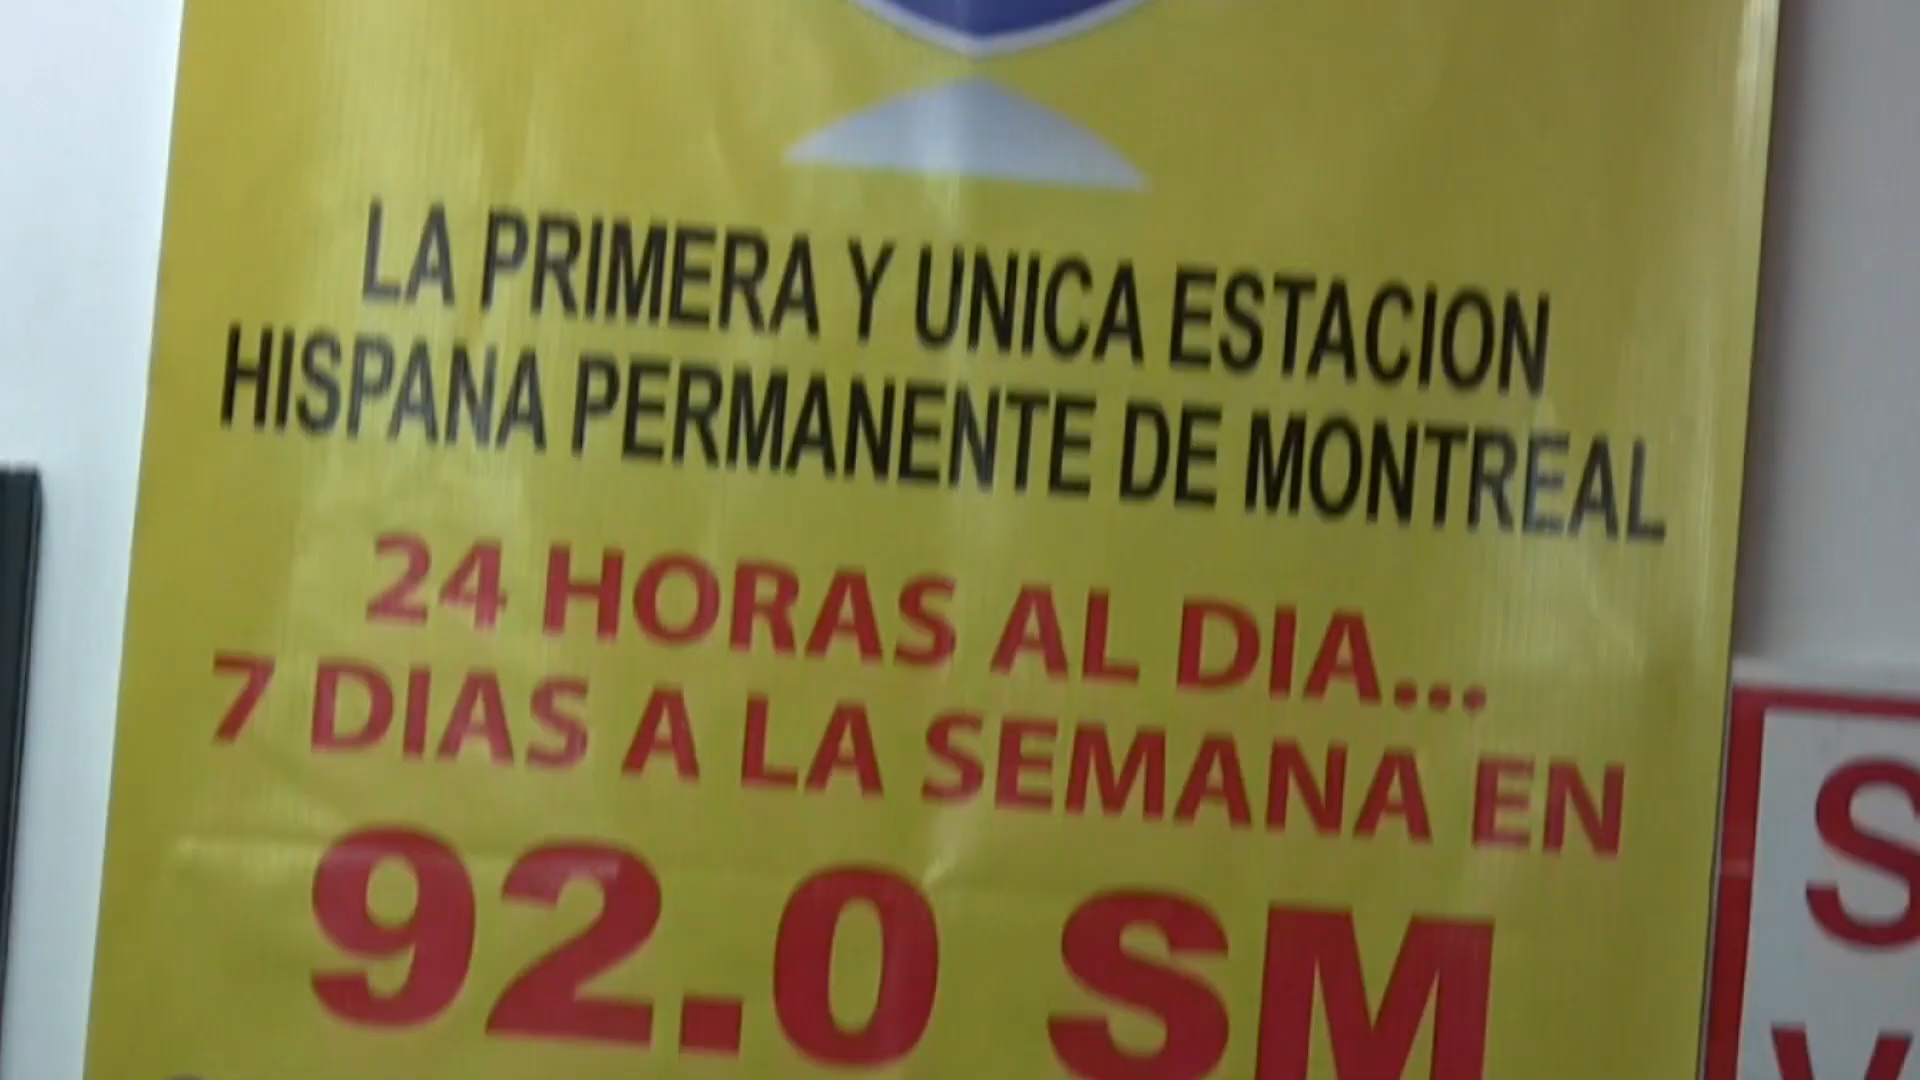 LA PRIMERA Y UNICA ESTACION
HISPANA PERMANENTE DE MONTREAL
24 HORAS AL DIA...
7 DIAS A LA SEMANA EN
92.0 SM
S
V